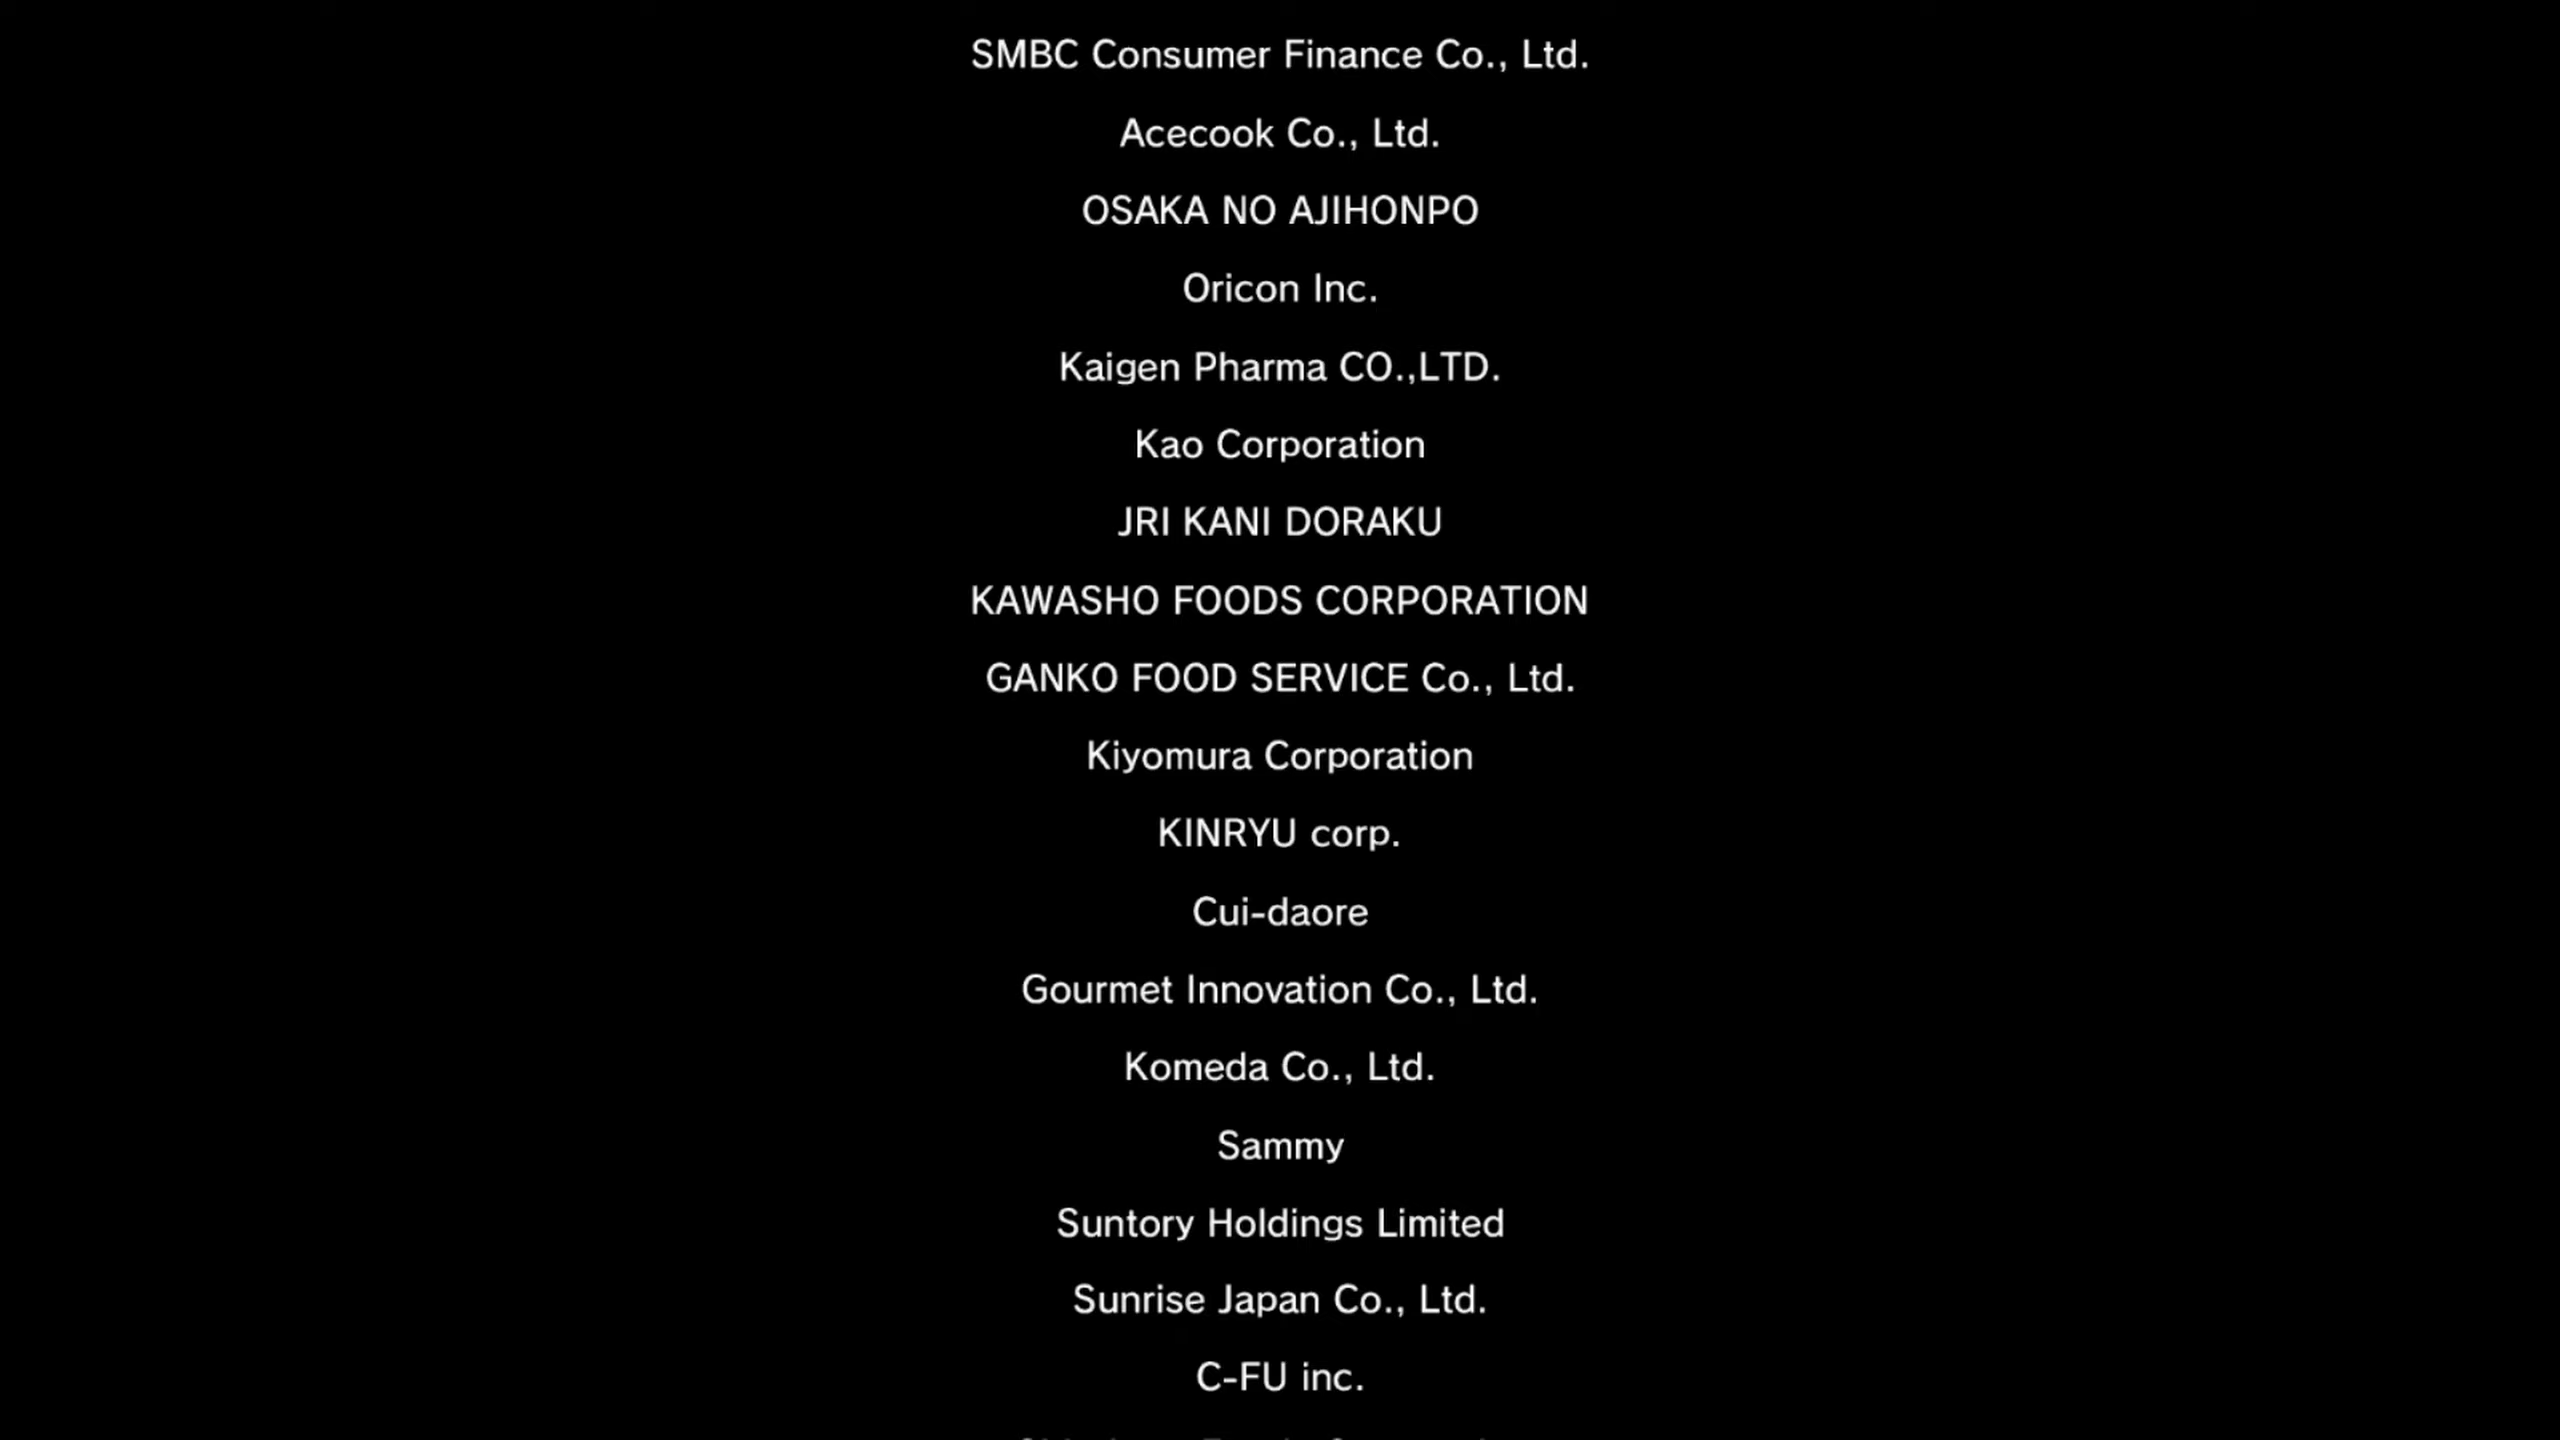 SMBC Consumer Finance Co., Ltd.
Acecook Co., Ltd.
OSAKA NO AJIHONPO
Oricon Inc.
Kaigen Pharma CO.,LTD.
Kao Corporation
JRI KANI DORAKU
KAWASHO FOODS CORPORATION
GANKO FOOD SERVICE Co., Ltd.
Kiyomura Corporation
KINRYU corp.
Cui-daore
Gourmet Innovation Co., Ltd.
Komeda Co., Ltd.
Sammy
Suntory Holdings Limited
Sunrise Japan Co., Ltd.
C-FU inc.